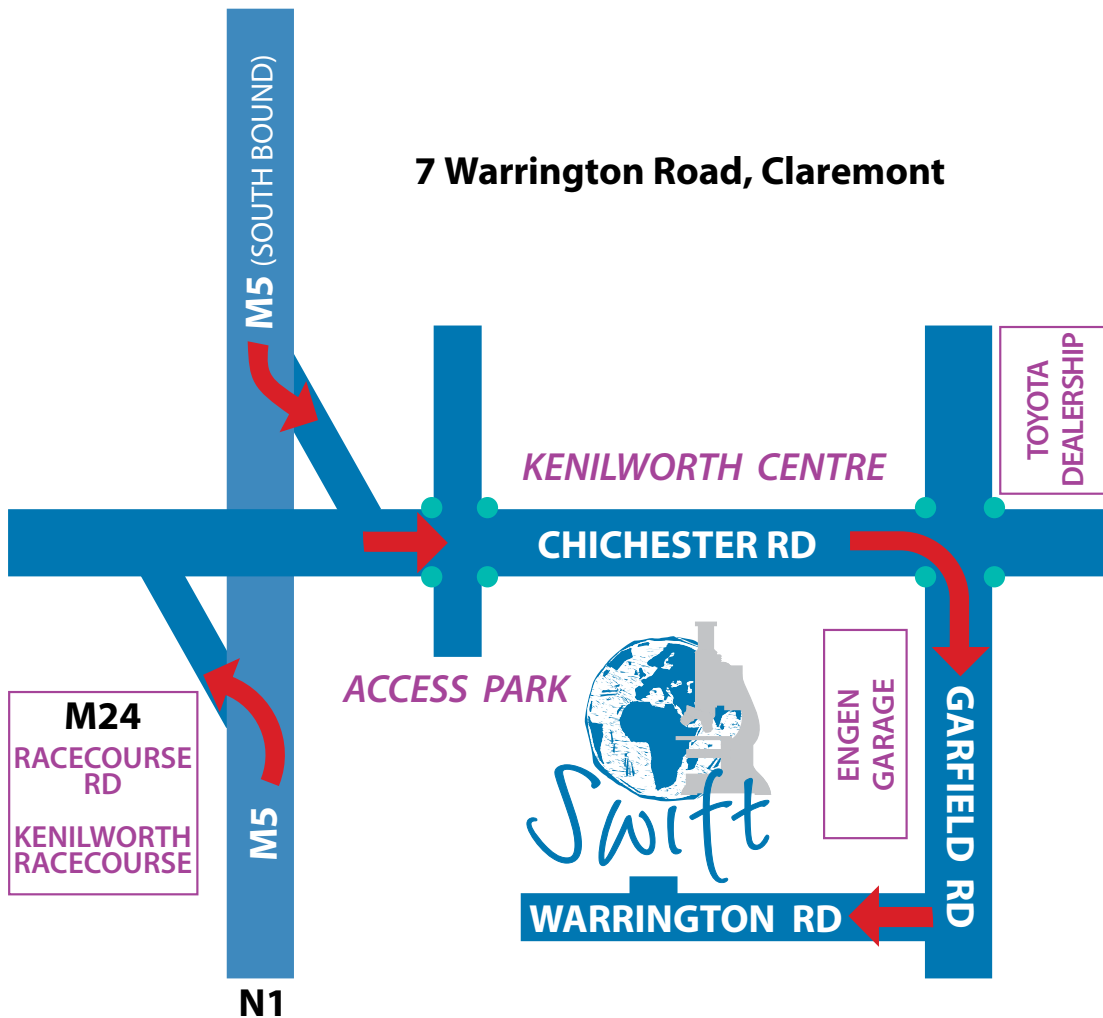 7 Warrington Road, Claremont
M5 (SOUTH BOUND)
TOYOTA
DEALERSHIP
KENILWORTH CENTRE
CHICHESTER RD
ACCESS PARK
ENGEN
GARAGE
GARFIELD RD
M24
RACECOURSE
RD
KENILWORTH
RACECOURSE
M5
Swift
WARRINGTON RD
N1